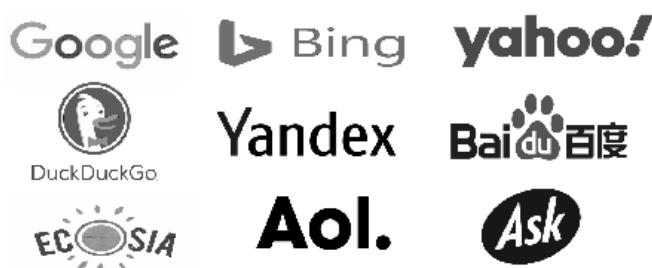 Google
Bing
yahoo!
DuckDuckGo
Yandex
Bai du 百度
ECOSIA
Aol.
Ask